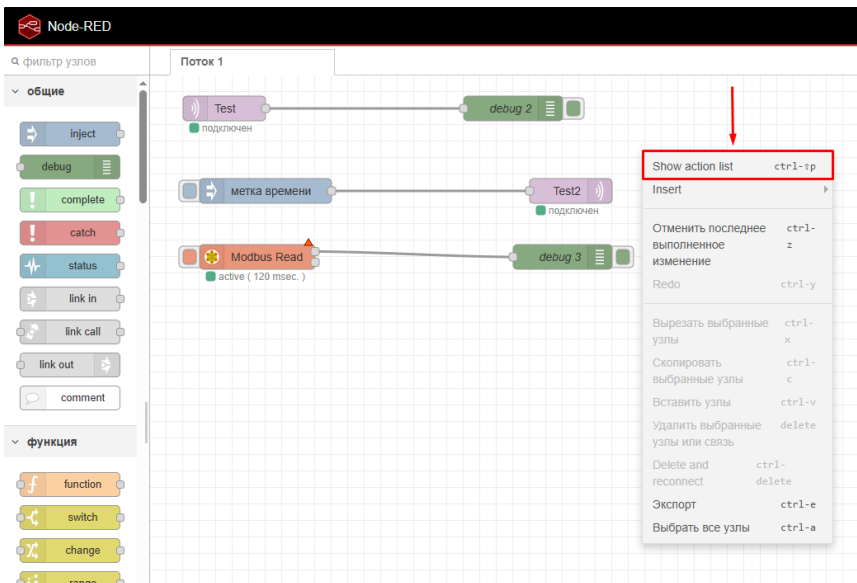 Node-RED
фильтр узлов
Поток 1
общие
inject
debug
complete
catch
status
link in
link call
link out
comment
функция
function
switch
change
range
Test
подключен
debug 2
метка времени
Test2
подключен
Modbus Read
active ( 120 msec. )
debug 3
Show action list ctrl-⇧p
Insert
Отменить последнее ctrl-
выполненное z
изменение
Redo ctrl-y
Вырезать выбранные ctrl-
узлы x
Скопировать ctrl-
выбранные узлы c
Вставить узлы ctrl-v
Удалить выбранные delete
узлы или связь
Delete and ctrl-
reconnect delete
Экспорт ctrl-e
Выбрать все узлы ctrl-a